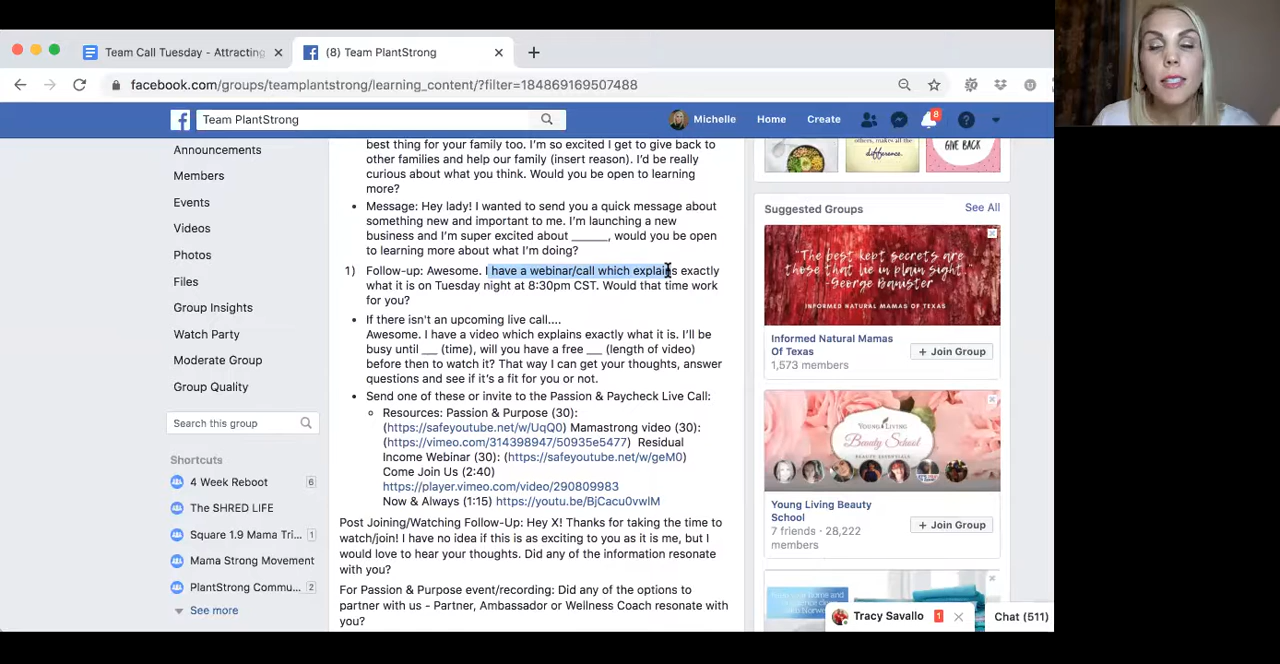 Team Call Tuesday - Attracting
(8) Team PlantStrong
facebook.com/groups/teamplantstrong/learning_content/?filter=184869169507488
Team PlantStrong
Michelle
Home
Create
8
Announcements
Members
Events
Videos
Photos
Files
Group Insights
Watch Party
Moderate Group
Group Quality
Search this group
Shortcuts
4 Week Reboot 6
The SHRED LIFE
Square 1.9 Mama Tri... 1
Mama Strong Movement
PlantStrong Commu... 2
See more
best thing for your family too. I'm so excited I get to give back to
other families and help our family (insert reason). I'd be really
curious about what you think. Would you be open to learning
more?
• Message: Hey lady! I wanted to send you a quick message about
something new and important to me. I'm launching a new
business and I'm super excited about ______, would you be open
to learning more about what I'm doing?
1) Follow-up: Awesome. I have a webinar/call which explains exactly
what it is on Tuesday night at 8:30pm CST. Would that time work
for you?
• If there isn't an upcoming live call....
Awesome. I have a video which explains exactly what it is. I'll be
busy until ___ (time), will you have a free ___ (length of video)
before then to watch it? That way I can get your thoughts, answer
questions and see if it's a fit for you or not.
• Send one of these or invite to the Passion & Paycheck Live Call:
Resources: Passion & Purpose (30):
(https://safeyoutube.net/w/UqQ0) Mamastrong video (30):
(https://vimeo.com/314398947/50935e5477) Residual
Income Webinar (30): (https://safeyoutube.net/w/geM0)
Come Join Us (2:40)
https://player.vimeo.com/video/290809983
Now & Always (1:15) https://youtu.be/BjCacu0vwlM
Post Joining/Watching Follow-Up: Hey X! Thanks for taking the time to
watch/join! I have no idea if this is as exciting to you as it is me, but I
would love to hear your thoughts. Did any of the information resonate
with you?
For Passion & Purpose event/recording: Did any of the options to
partner with us - Partner, Ambassador or Wellness Coach resonate with
you?
difference.
GIVE BACK
Suggested Groups
See All
The best kept secrets are
those that lie in plain sight."
-George Banister
INFORMED NATURAL MAMAS OF TEXAS
Informed Natural Mamas
Of Texas
1,573 members
+ Join Group
YOUNG LIVING
Beauty School
BEAUTY ESSENTIALS
Young Living Beauty
School
7 friends · 28,222
members
+ Join Group
Tracy Savallo 1
Chat (511)